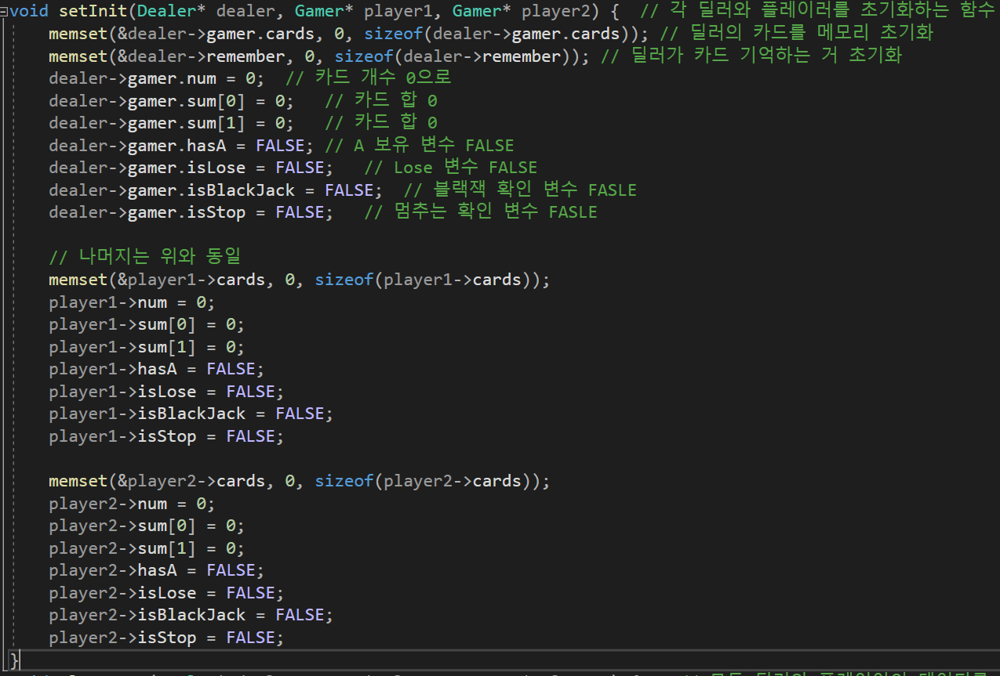 void setInit(Dealer* dealer, Gamer* player1, Gamer* player2) {  // 각 딜러와 플레이러를 초기화하는 함수
    memset(&dealer->gamer.cards, 0, sizeof(dealer->gamer.cards)); // 딜러의 카드를 메모리 초기화
    memset(&dealer->remember, 0, sizeof(dealer->remember)); // 딜러가 카드 기억하는 거 초기화
    dealer->gamer.num = 0;  // 카드 개수 0으로
    dealer->gamer.sum[0] = 0;   // 카드 합 0
    dealer->gamer.sum[1] = 0;   // 카드 합 0
    dealer->gamer.hasA = FALSE; // A 보유 변수 FALSE
    dealer->gamer.isLose = FALSE;   // Lose 변수 FALSE
    dealer->gamer.isBlackJack = FALSE;  // 블랙잭 확인 변수 FASLE
    dealer->gamer.isStop = FALSE;   // 멈추는 확인 변수 FASLE

    // 나머지는 위와 동일
    memset(&player1->cards, 0, sizeof(player1->cards));
    player1->num = 0;
    player1->sum[0] = 0;
    player1->sum[1] = 0;
    player1->hasA = FALSE;
    player1->isLose = FALSE;
    player1->isBlackJack = FALSE;
    player1->isStop = FALSE;

    memset(&player2->cards, 0, sizeof(player2->cards));
    player2->num = 0;
    player2->sum[0] = 0;
    player2->sum[1] = 0;
    player2->hasA = FALSE;
    player2->isLose = FALSE;
    player2->isBlackJack = FALSE;
    player2->isStop = FALSE;
}